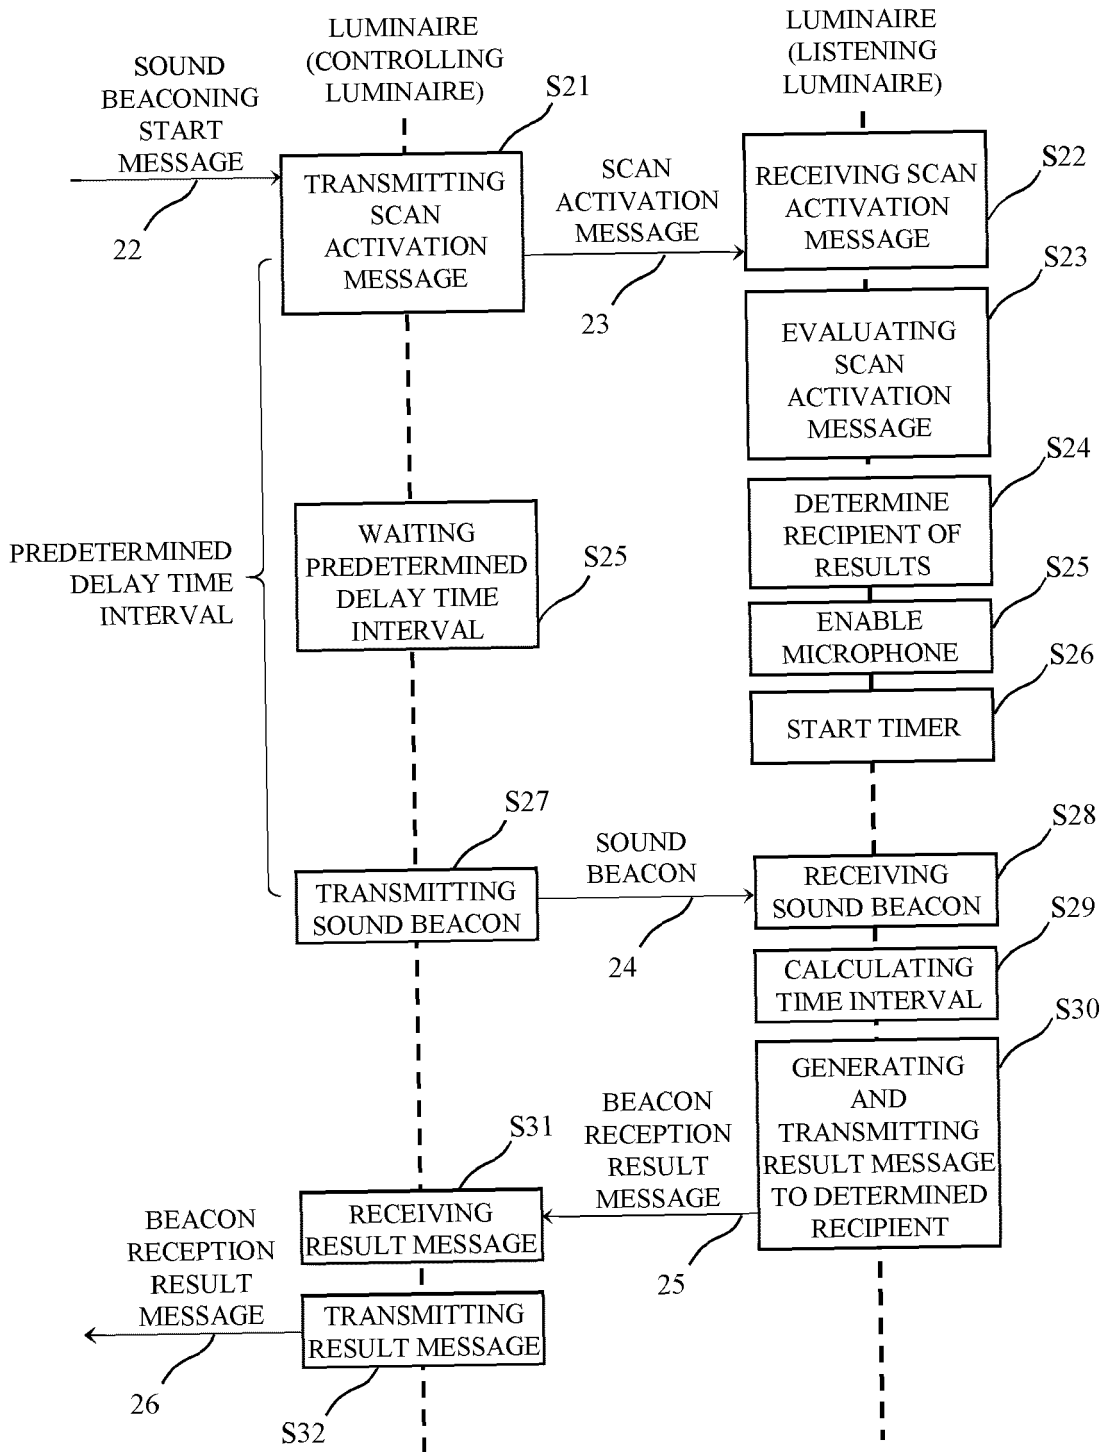 LUMINAIRE
(CONTROLLING
LUMINAIRE)
LUMINAIRE
(LISTENING
LUMINAIRE)
SOUND
BEACONING
START
MESSAGE
22
S21
TRANSMITTING
SCAN
ACTIVATION
MESSAGE
SCAN
ACTIVATION
MESSAGE
23
S22
RECEIVING SCAN
ACTIVATION
MESSAGE
S23
EVALUATING
SCAN
ACTIVATION
MESSAGE
S24
DETERMINE
RECIPIENT OF
RESULTS
PREDETERMINED
DELAY TIME
INTERVAL
WAITING
PREDETERMINED
DELAY TIME
INTERVAL
S25
S25
ENABLE
MICROPHONE
S26
START TIMER
S27
TRANSMITTING
SOUND BEACON
SOUND
BEACON
24
S28
RECEIVING
SOUND BEACON
S29
CALCULATING
TIME INTERVAL
S30
GENERATING
AND
TRANSMITTING
RESULT MESSAGE
TO DETERMINED
RECIPIENT
BEACON
RECEPTION
RESULT
MESSAGE
25
S31
RECEIVING
RESULT MESSAGE
BEACON
RECEPTION
RESULT
MESSAGE
26
TRANSMITTING
RESULT MESSAGE
S32